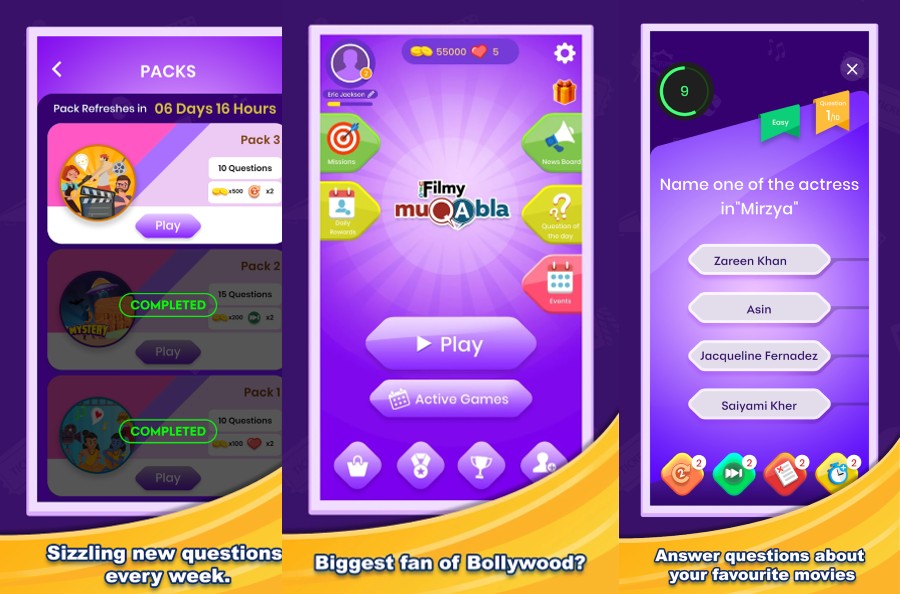 PACKS
Pack Refreshes in 06 Days 16 Hours
Pack 3
10 Questions
x500 x2
Play
Pack 2
15 Questions
COMPLETED
x200 x2
MYSTERY
Play
Pack 1
10 Questions
COMPLETED
x100 x2
Play
Sizzling new questions
every week.
55000 5
Eric Jackson
Missions
News Board
Filmy
muQAbla
Daily
Rewards
Question of
the day
Events
Play
Active Games
Biggest fan of Bollywood?
9
Easy
Question
1/10
Name one of the actress
in"Mirzya"
Zareen Khan
Asin
Jacqueline Fernadez
Saiyami Kher
2 2 2 2 2
Answer questions about
your favourite movies